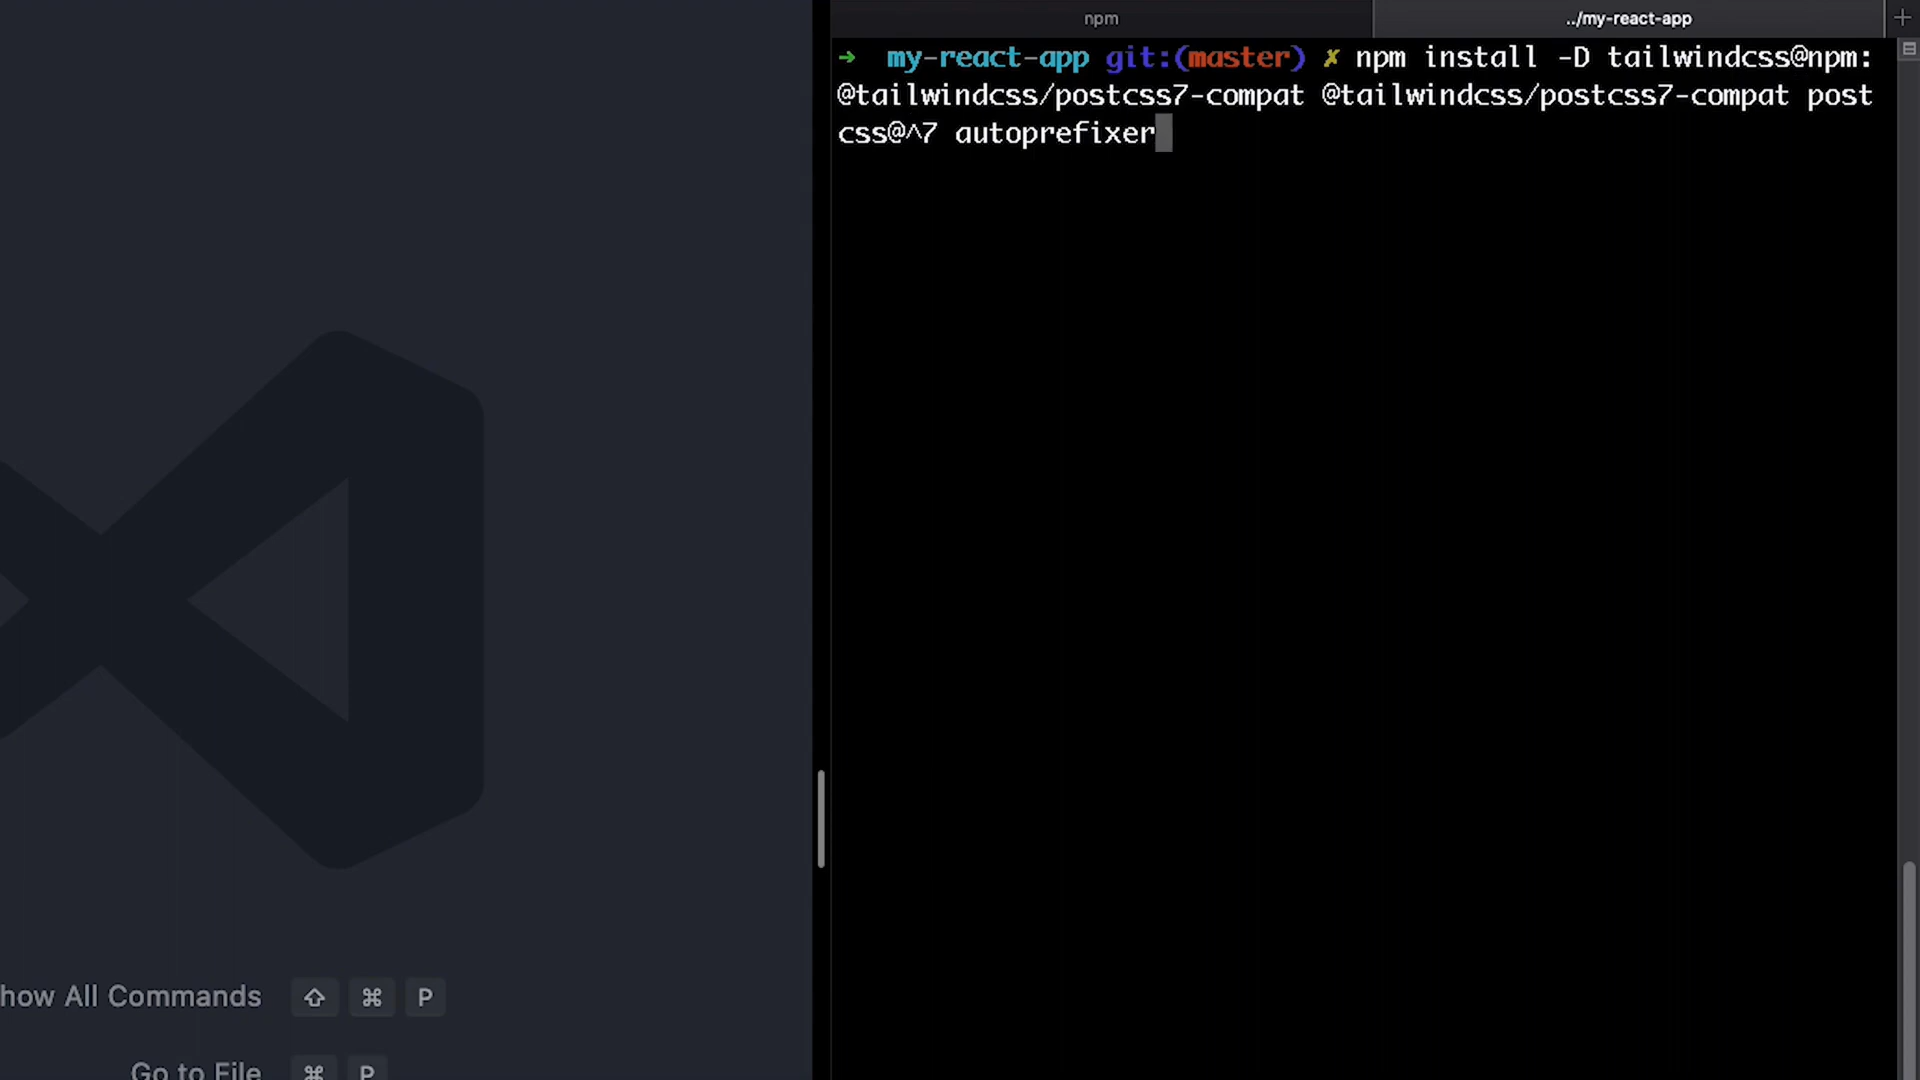 npm
../my-react-app
+
→ my-react-app git:(master) ✗ npm install -D tailwindcss@npm:
@tailwindcss/postcss7-compat @tailwindcss/postcss7-compat post
css@^7 autoprefixer
how All Commands ⇧ ⌘ P
Go to File ⌘ P